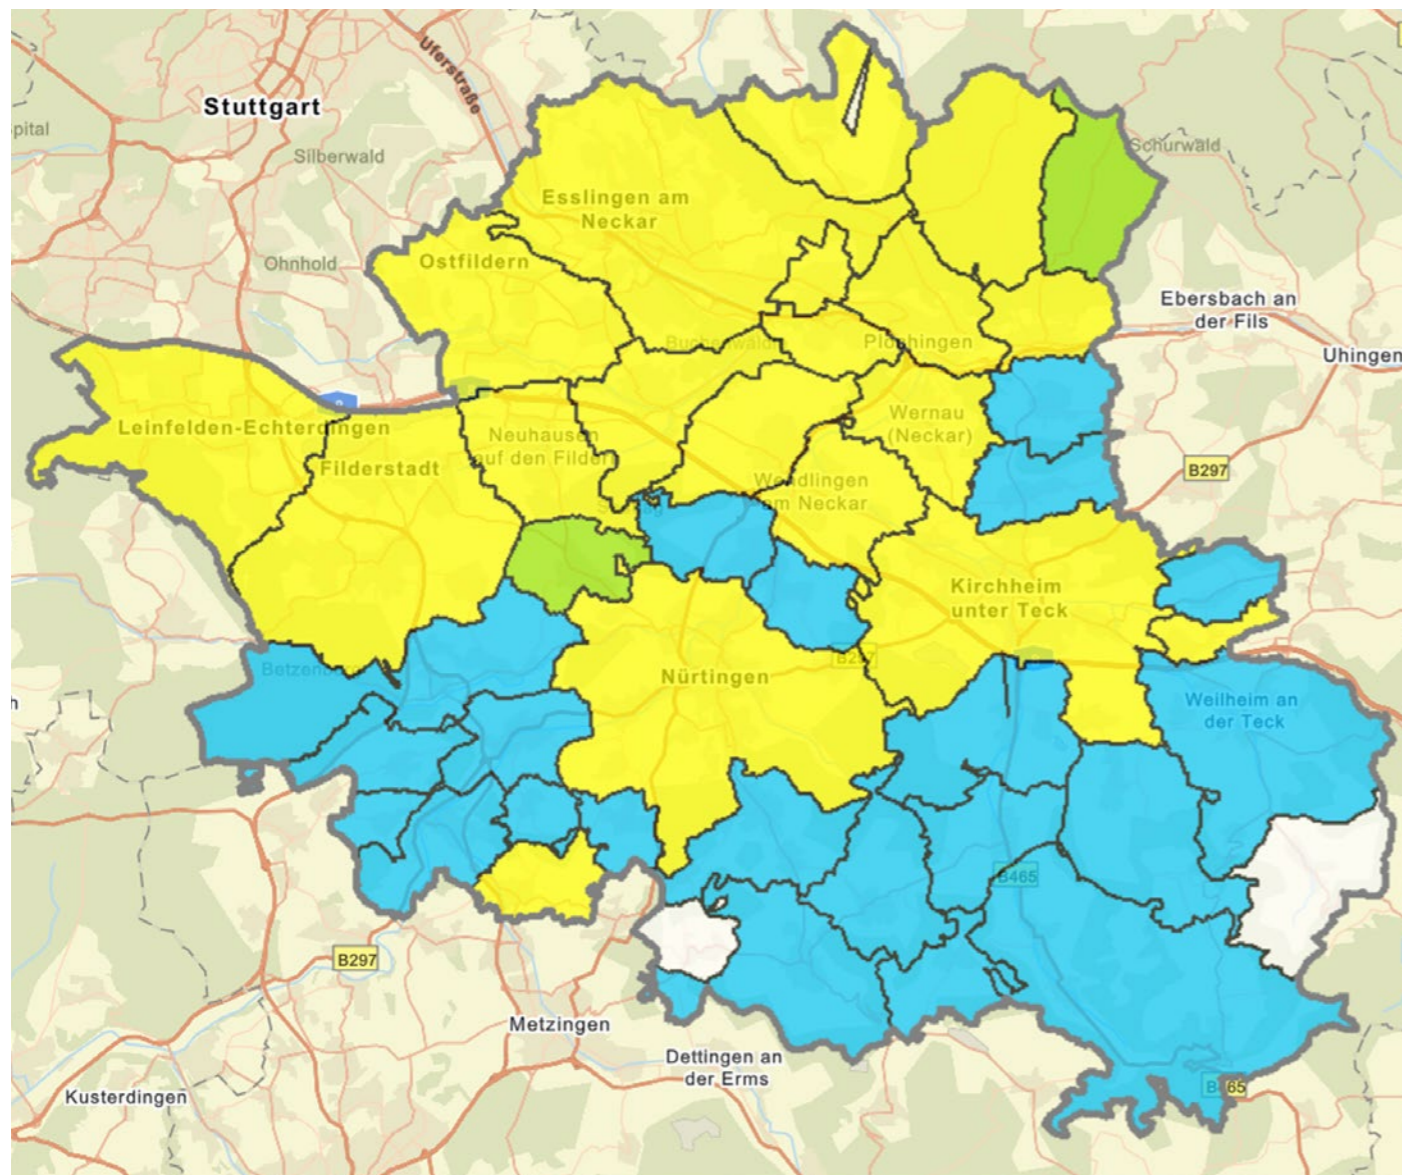 Uferstraße
Stuttgart
Silberwald
Schurwald
Esslingen am
Neckar
Ostfildern
Ohnhold
Ebersbach an
der Fils
Plochingen
Uhingen
Leinfelden-Echterdingen
Wernau
(Neckar)
Neuhausen
auf den Fildern
Filderstadt
B297
Wendlingen
am Neckar
Kirchheim
unter Teck
B297
Nürtingen
Weilheim an
der Teck
B465
B297
Metzingen
Dettingen an
der Erms
Kusterdingen
B465